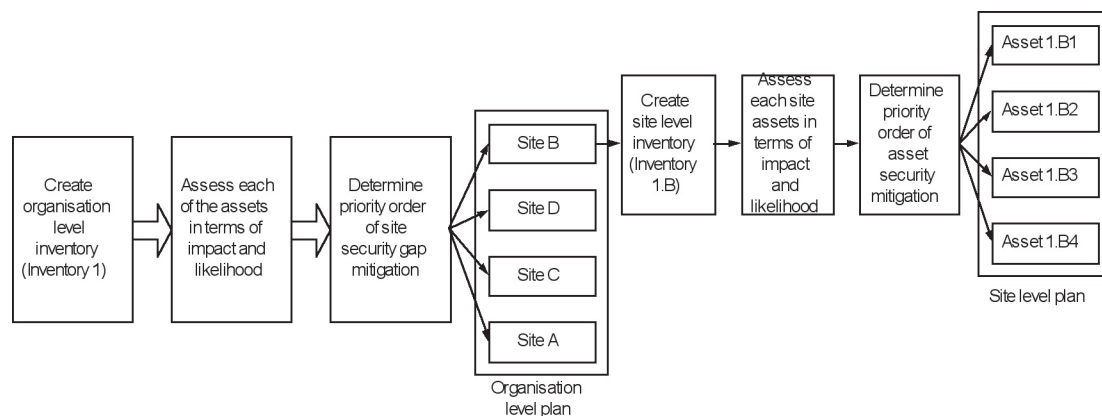 Create
organisation
level
inventory
(Inventory 1)
Assess each
of the assets
in terms of
impact and
likelihood
Determine
priority order
of site
security gap
mitigation
Site B
Site D
Site C
Site A
Organisation
level plan
Create
site level
inventory
(Inventory
1.B)
Assess
each site
assets in
terms of
impact
and
likelihood
Determine
priority
order of
asset
security
mitigation
Asset 1.B1
Asset 1.B2
Asset 1.B3
Asset 1.B4
Site level plan